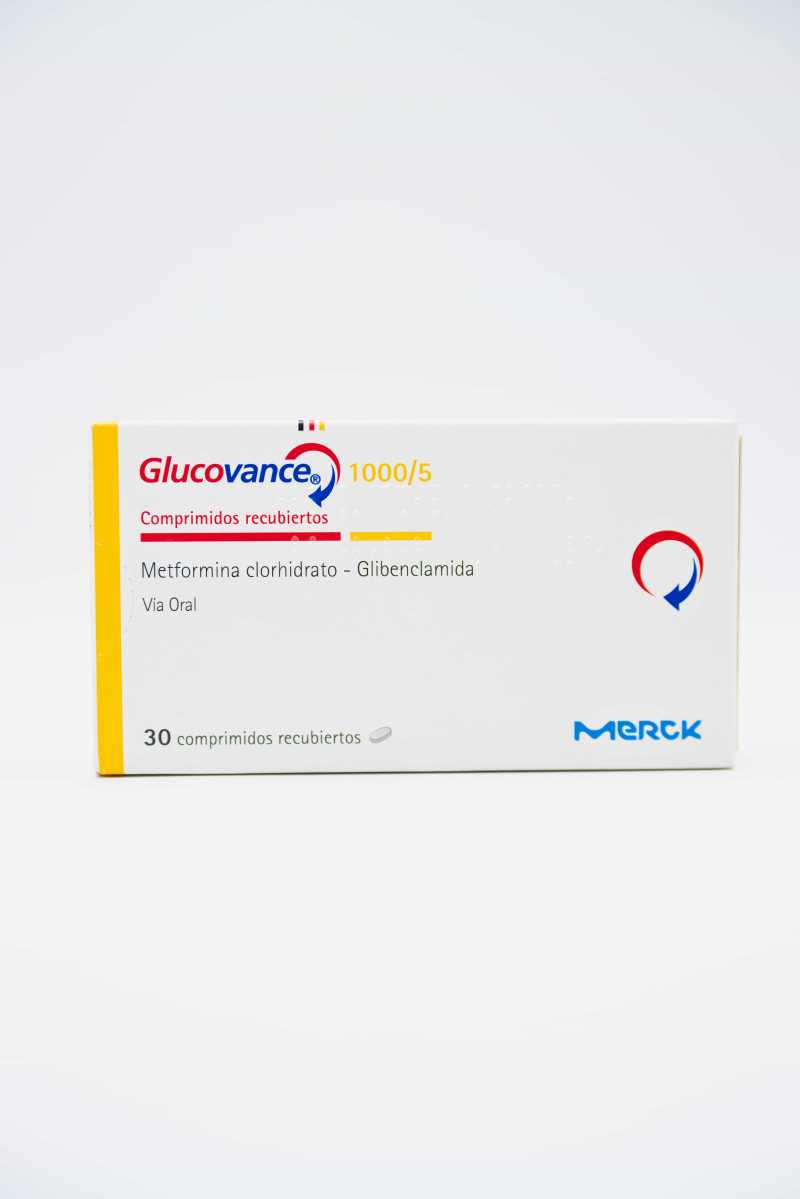 Glucovance® 1000/5
Comprimidos recubiertos
Metformina clorhidrato - Glibenclamida
Via Oral
30 comprimidos recubiertos
MERCK